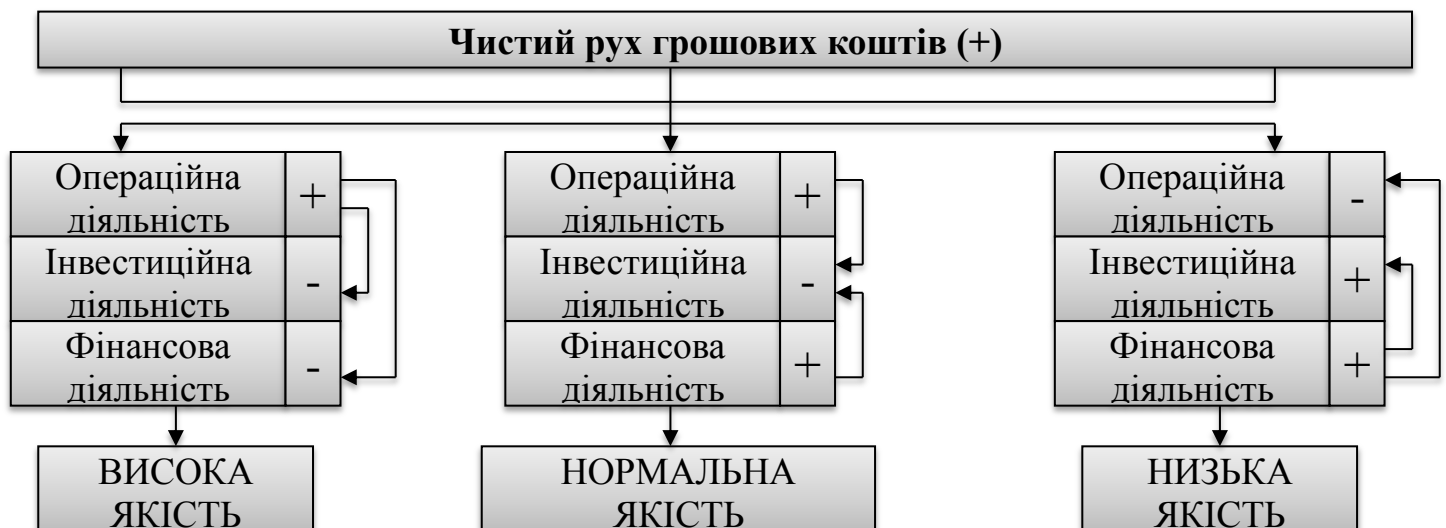 Чистий рух грошових коштів (+)
Операційна
діяльність
+
Інвестиційна
діяльність
-
Фінансова
діяльність
-
ВИСОКА
ЯКІСТЬ
Операційна
діяльність
+
Інвестиційна
діяльність
-
Фінансова
діяльність
+
НОРМАЛЬНА
ЯКІСТЬ
Операційна
діяльність
-
Інвестиційна
діяльність
+
Фінансова
діяльність
+
НИЗЬКА
ЯКІСТЬ